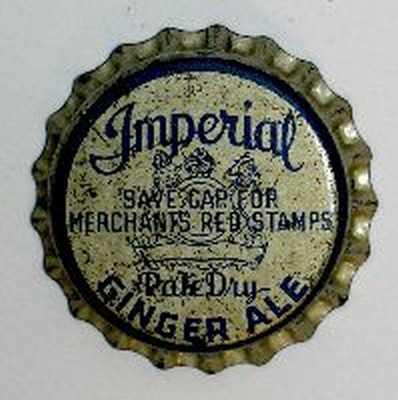 Imperial
SAVE CAP FOR
MERCHANTS RED STAMPS
Pale Dry-
GINGER ALE